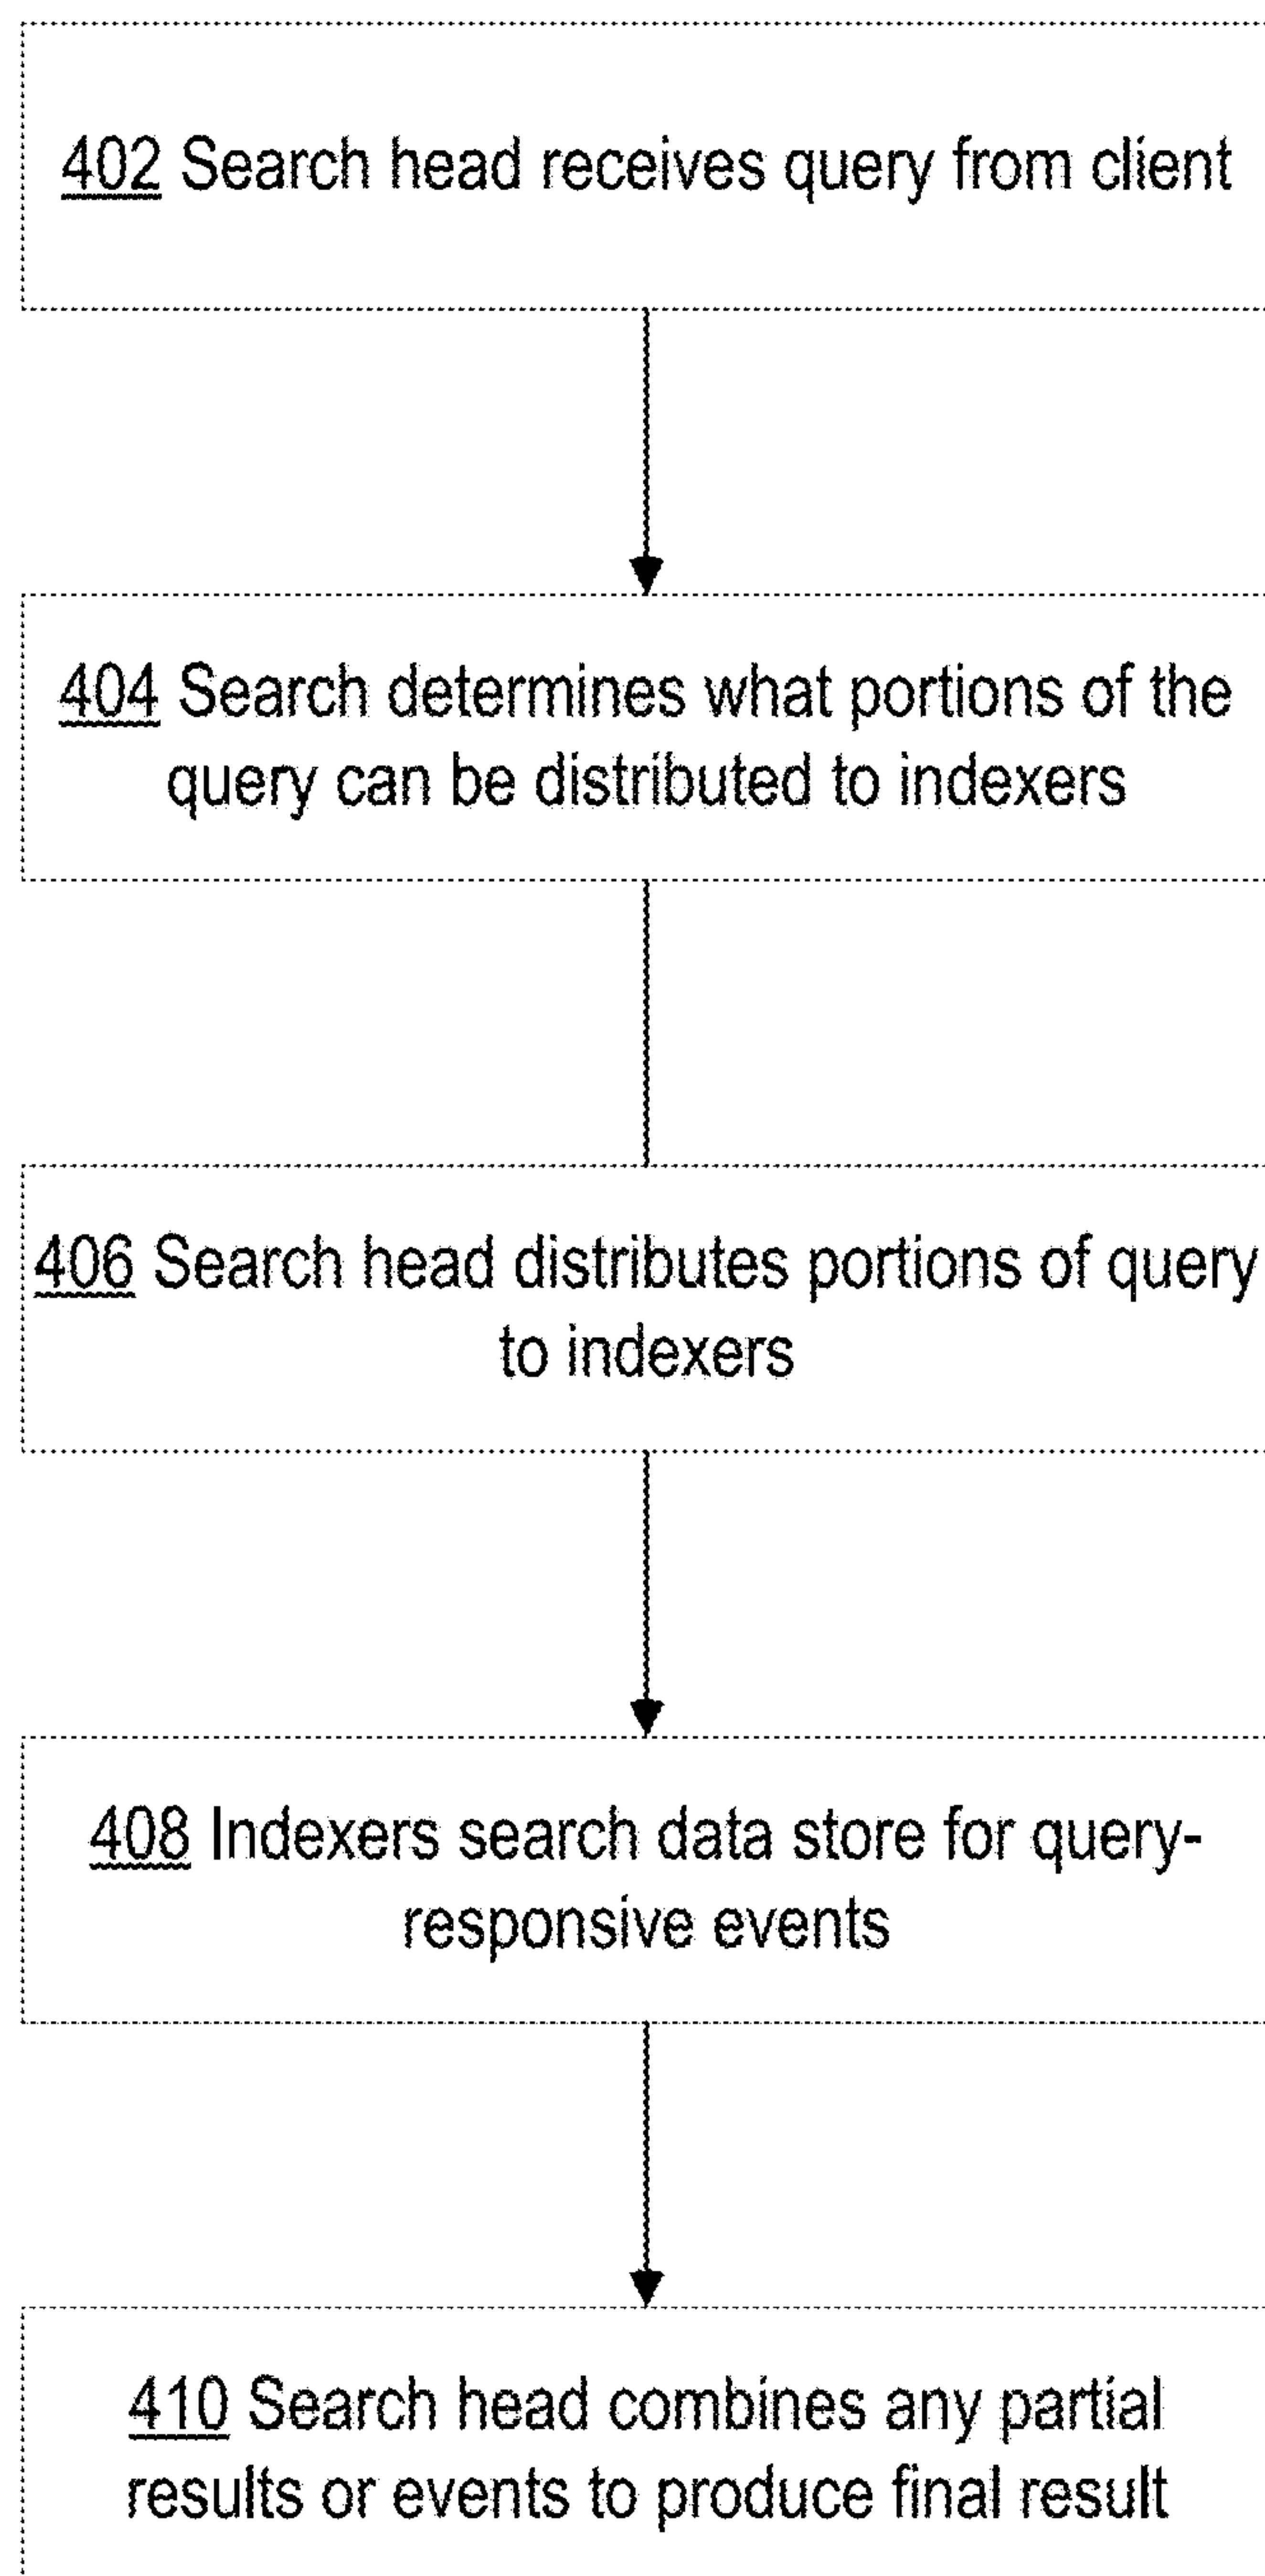 402 Search head receives query from client
404 Search determines what portions of the
query can be distributed to indexers
406 Search head distributes portions of query
to indexers
408 Indexers search data store for query-
responsive events
410 Search head combines any partial
results or events to produce final result